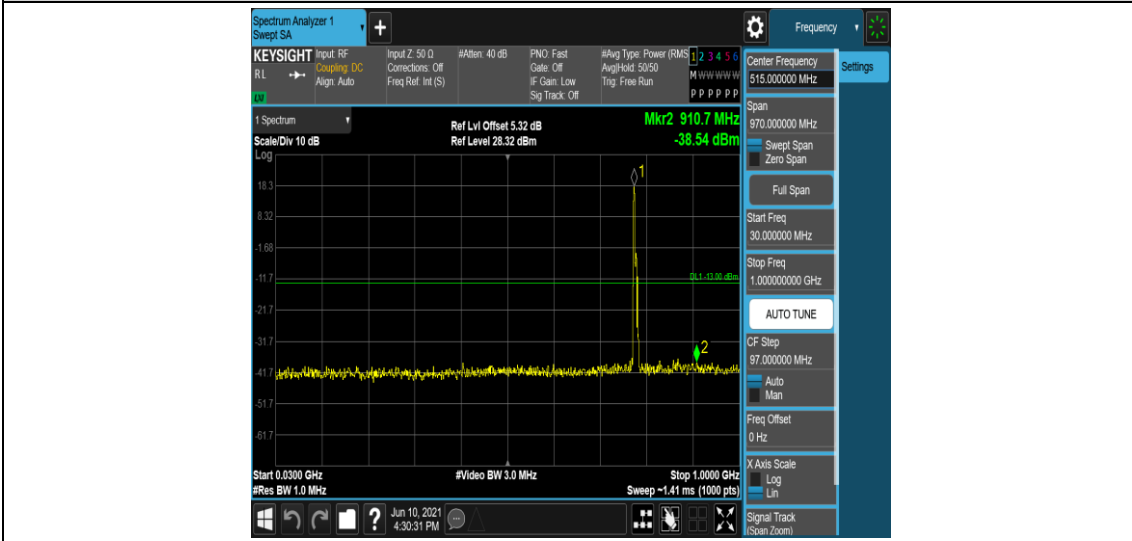 Spectrum Analyzer 1
Swept SA
+
Frequency
KEYSIGHT
RL
Input: RF
Coupling: DC
Align: Auto
Input Z: 50 Ω
Corrections: Off
Freq Ref: Int (S)
#Atten: 40 dB
PNO: Fast
Gate: Off
IF Gain: Low
Sig Track: Off
#Avg Type: Power (RMS
Avg|Hold: 50/50
Trig: Free Run
1 2 3 4 5 6
M W W W W W
P P P P P P
1 Spectrum
Scale/Div 10 dB
Ref Lvl Offset 5.32 dB
Ref Level 28.32 dBm
Mkr2 910.7 MHz
-38.54 dBm
Log
18.3
8.32
-1.68
-11.7
-21.7
-31.7
-41.7
-51.7
-61.7
1
DL1 -13.00 dBm
2
Start 0.0300 GHz
#Res BW 1.0 MHz
#Video BW 3.0 MHz
Stop 1.0000 GHz
Sweep ~1.41 ms (1000 pts)
Center Frequency
515.000000 MHz
Settings
Span
970.000000 MHz
Swept Span
Zero Span
Full Span
Start Freq
30.000000 MHz
Stop Freq
1.000000000 GHz
AUTO TUNE
CF Step
97.000000 MHz
Auto
Man
Freq Offset
0 Hz
X Axis Scale
Log
Lin
Signal Track
(Span Zoom)
?
Jun 10, 2021
4:30:31 PM